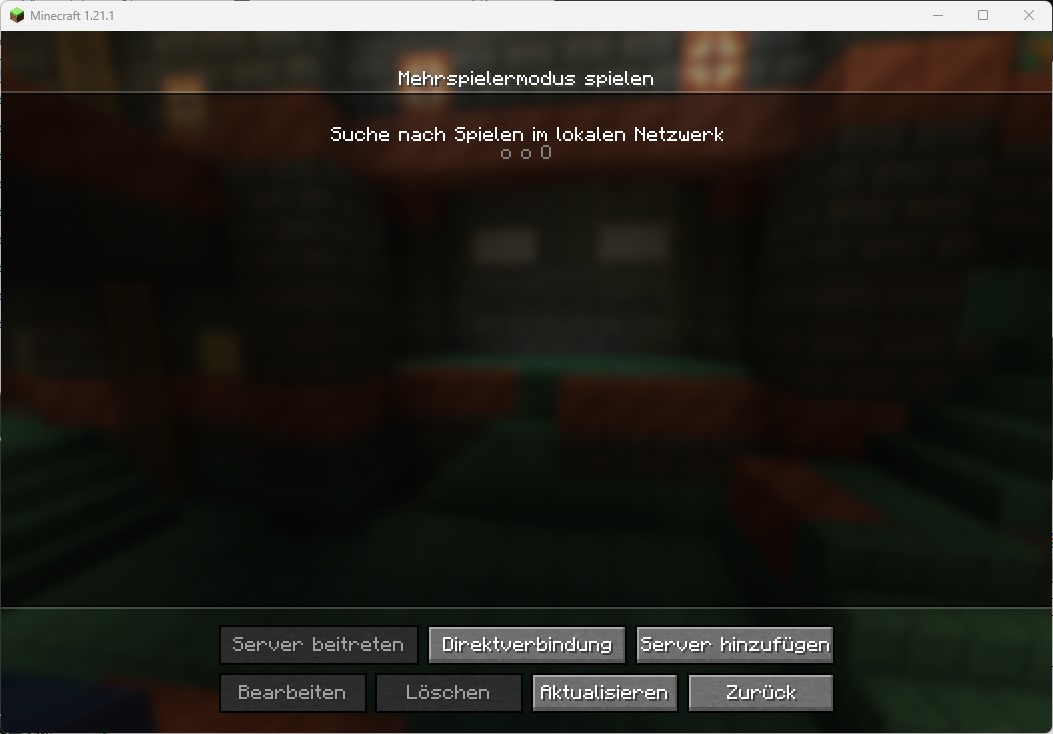 Minecraft 1.21.1
Mehrspielermodus spielen
Suche nach Spielen im lokalen Netzwerk
o o O
Server beitreten
Direktverbindung
Server hinzufügen
Bearbeiten
Löschen
Aktualisieren
Zurück